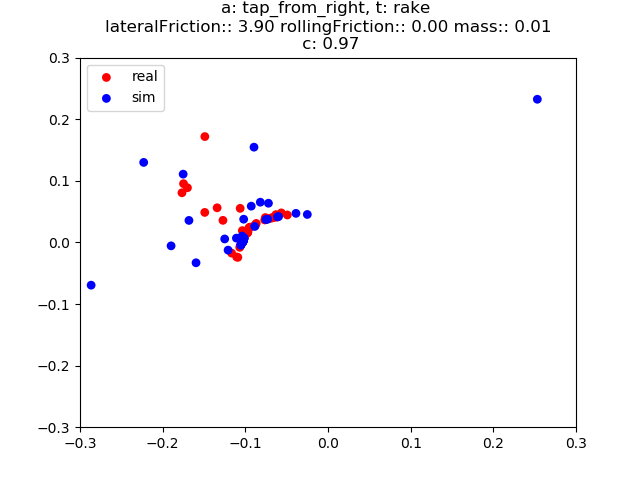 a: tap_from_right, t: rake
lateralFriction:: 3.90 rollingFriction:: 0.00 mass:: 0.01
c: 0.97
real
sim
0.3
0.2
0.1
0.0
−0.1
−0.2
−0.3
−0.3 −0.2 −0.1 0.0 0.1 0.2 0.3